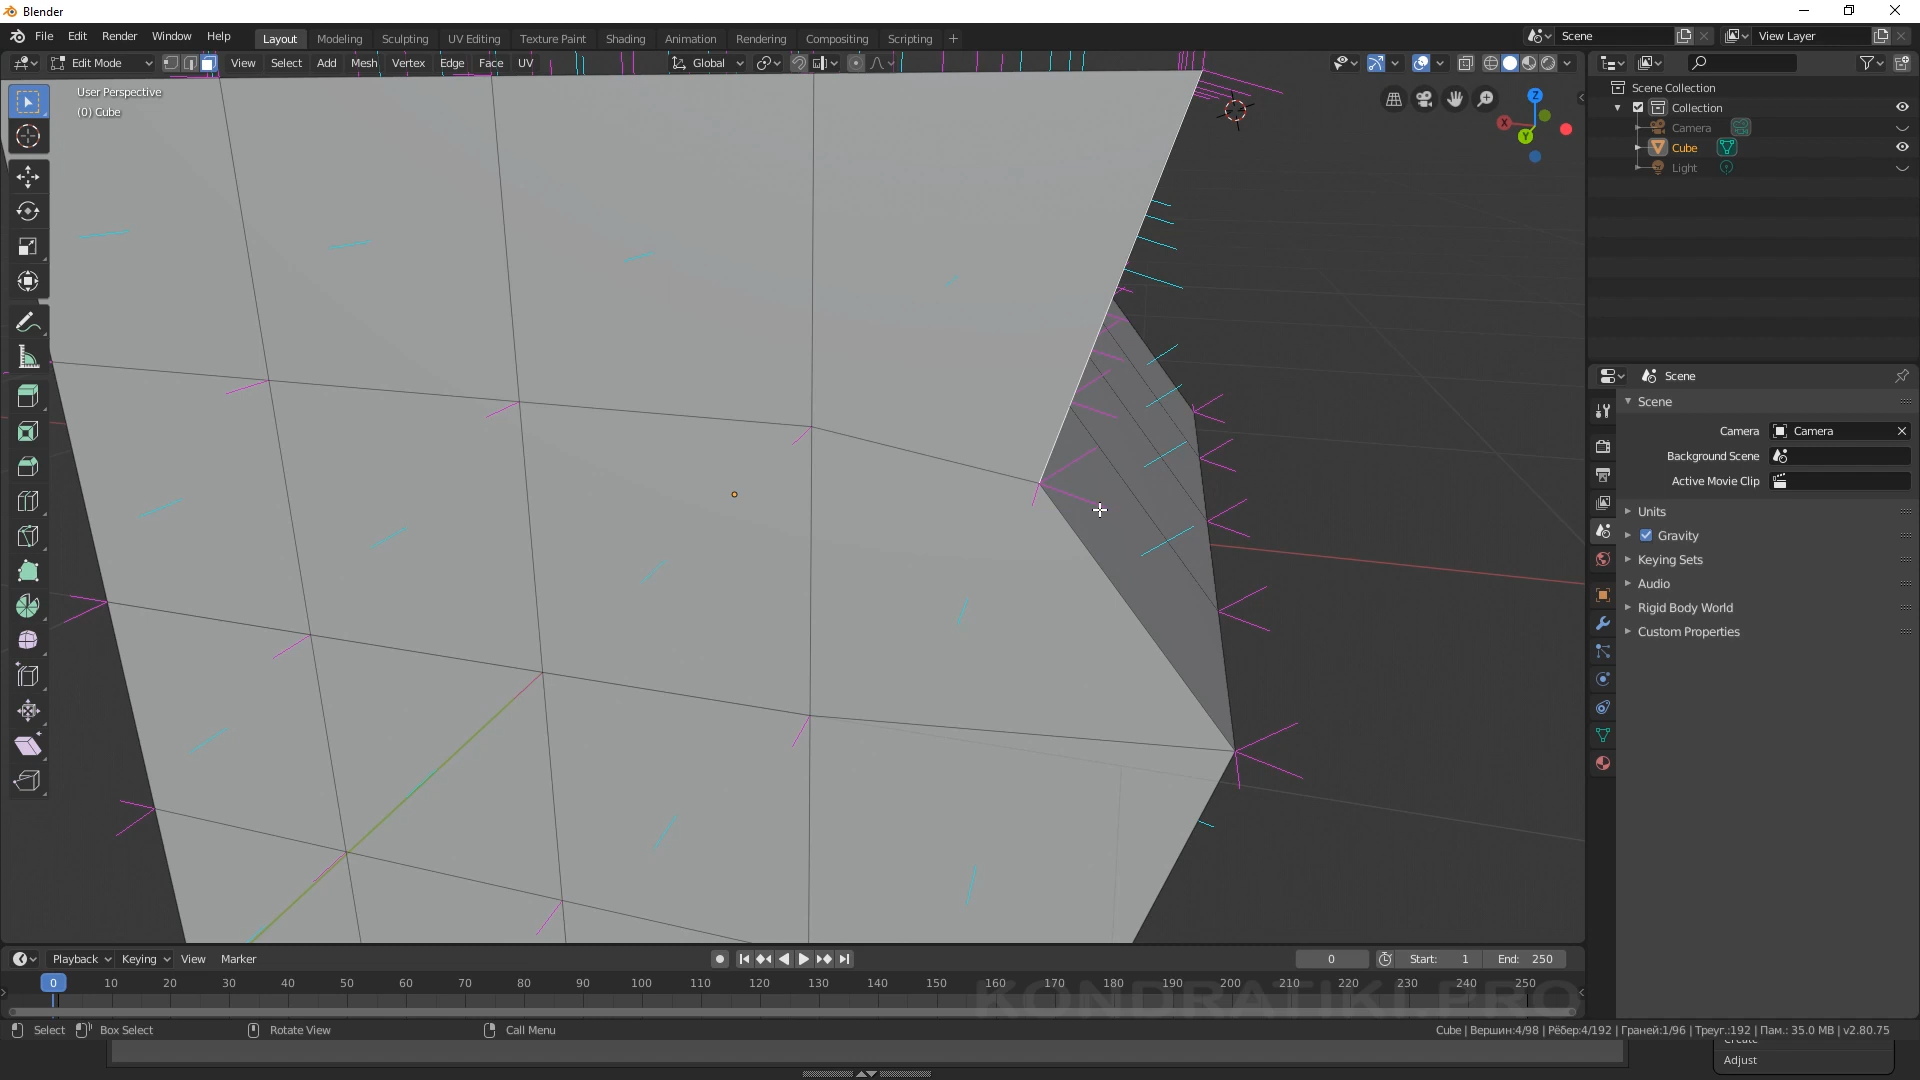 Blender
File Edit Render Window Help
Layout Modeling Sculpting UV Editing Texture Paint Shading Animation Rendering Compositing Scripting +
Scene
View Layer
Edit Mode
View Select Add Mesh Vertex Edge Face UV
Global
User Perspective
(0) Cube
Z
X
Y
Scene Collection
Collection
Camera
Cube
Light
Scene
Scene
Camera Camera
Background Scene
Active Movie Clip
Units
Gravity
Keying Sets
Audio
Rigid Body World
Custom Properties
Playback Keying View Marker
0 Start: 1 End: 250
0 10 20 30 40 50 60 70 80 90 100 110 120 130 140 150 160 170 180 190 200 210 220 230 240 250
KONDRATIKI.PRO
Select Box Select Rotate View Call Menu
Cube | Вершин:4/98 | Рёбер:4/192 | Граней:1/96 | Треуг.:192 | Пам.: 35.0 MB | v2.80.75
Create
Adjust